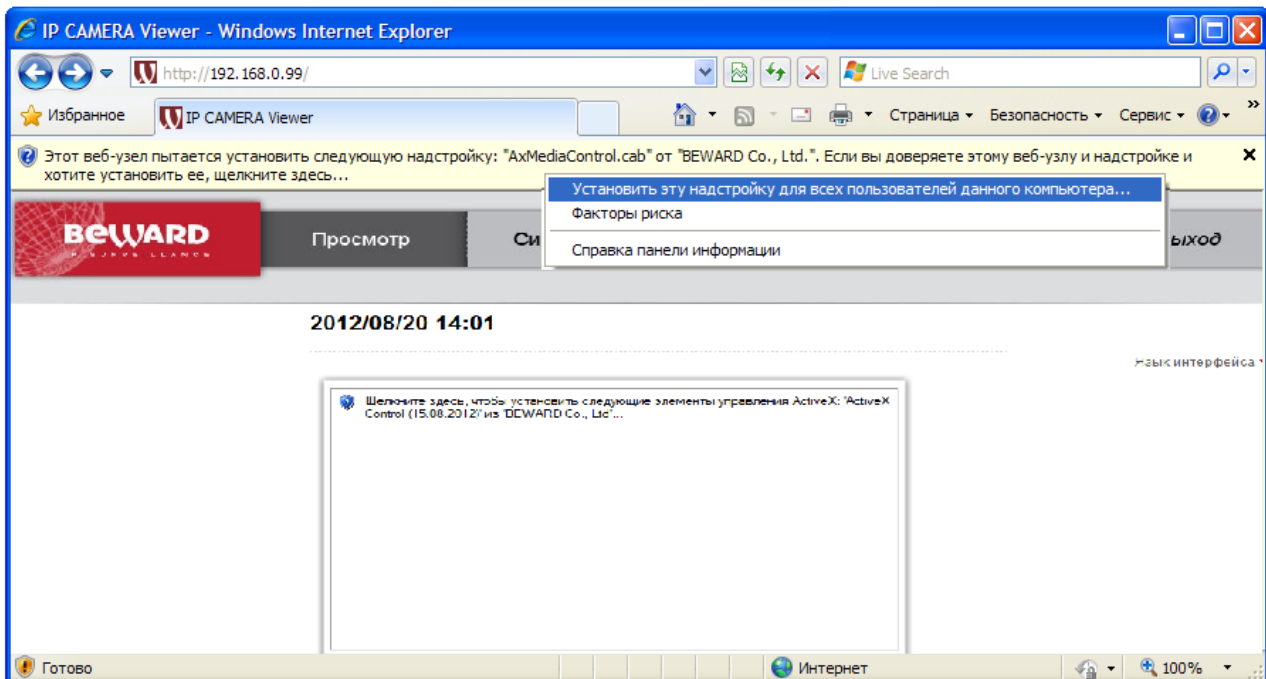 IP CAMERA Viewer - Windows Internet Explorer
http://192.168.0.99/
Live Search
Избранное
IP CAMERA Viewer
Страница
Безопасность
Сервис
Этот веб-узел пытается установить следующую надстройку: "AxMediaControl.cab" от "BEWARD Co., Ltd.". Если вы доверяете этому веб-узлу и надстройке и
хотите установить ее, щелкните здесь...
Установить эту надстройку для всех пользователей данного компьютера...
Факторы риска
Справка панели информации
BEWARD
Просмотр
Си
ыход
2012/08/20 14:01
Язык интерфейса
Щелкните здесь, чтобы установить следующие элементы управления ActiveX: "ActiveX
Control (15.08.2012)" из "BEWARD Co., Ltd"...
Готово
Интернет
100%